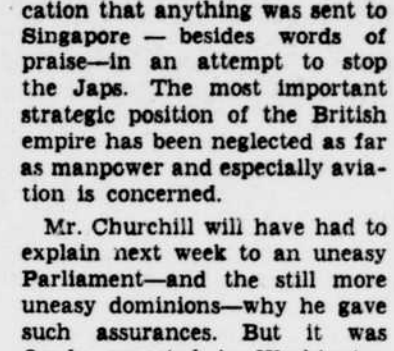 cation that anything was sent to
Singapore — besides words of
praise—in an attempt to stop
the Japs. The most important
strategic position of the British
empire has been neglected as far
as manpower and especially avia-
tion is concerned.
Mr. Churchill will have had to
explain next week to an uneasy
Parliament—and the still more
uneasy dominions—why he gave
such assurances. But it was